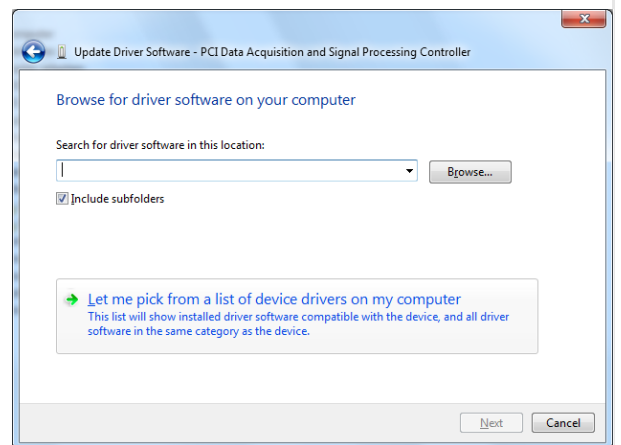 Update Driver Software - PCI Data Acquisition and Signal Processing Controller
Browse for driver software on your computer
Search for driver software in this location:
Browse...
Include subfolders
Let me pick from a list of device drivers on my computer
This list will show installed driver software compatible with the device, and all driver
software in the same category as the device.
Next
Cancel